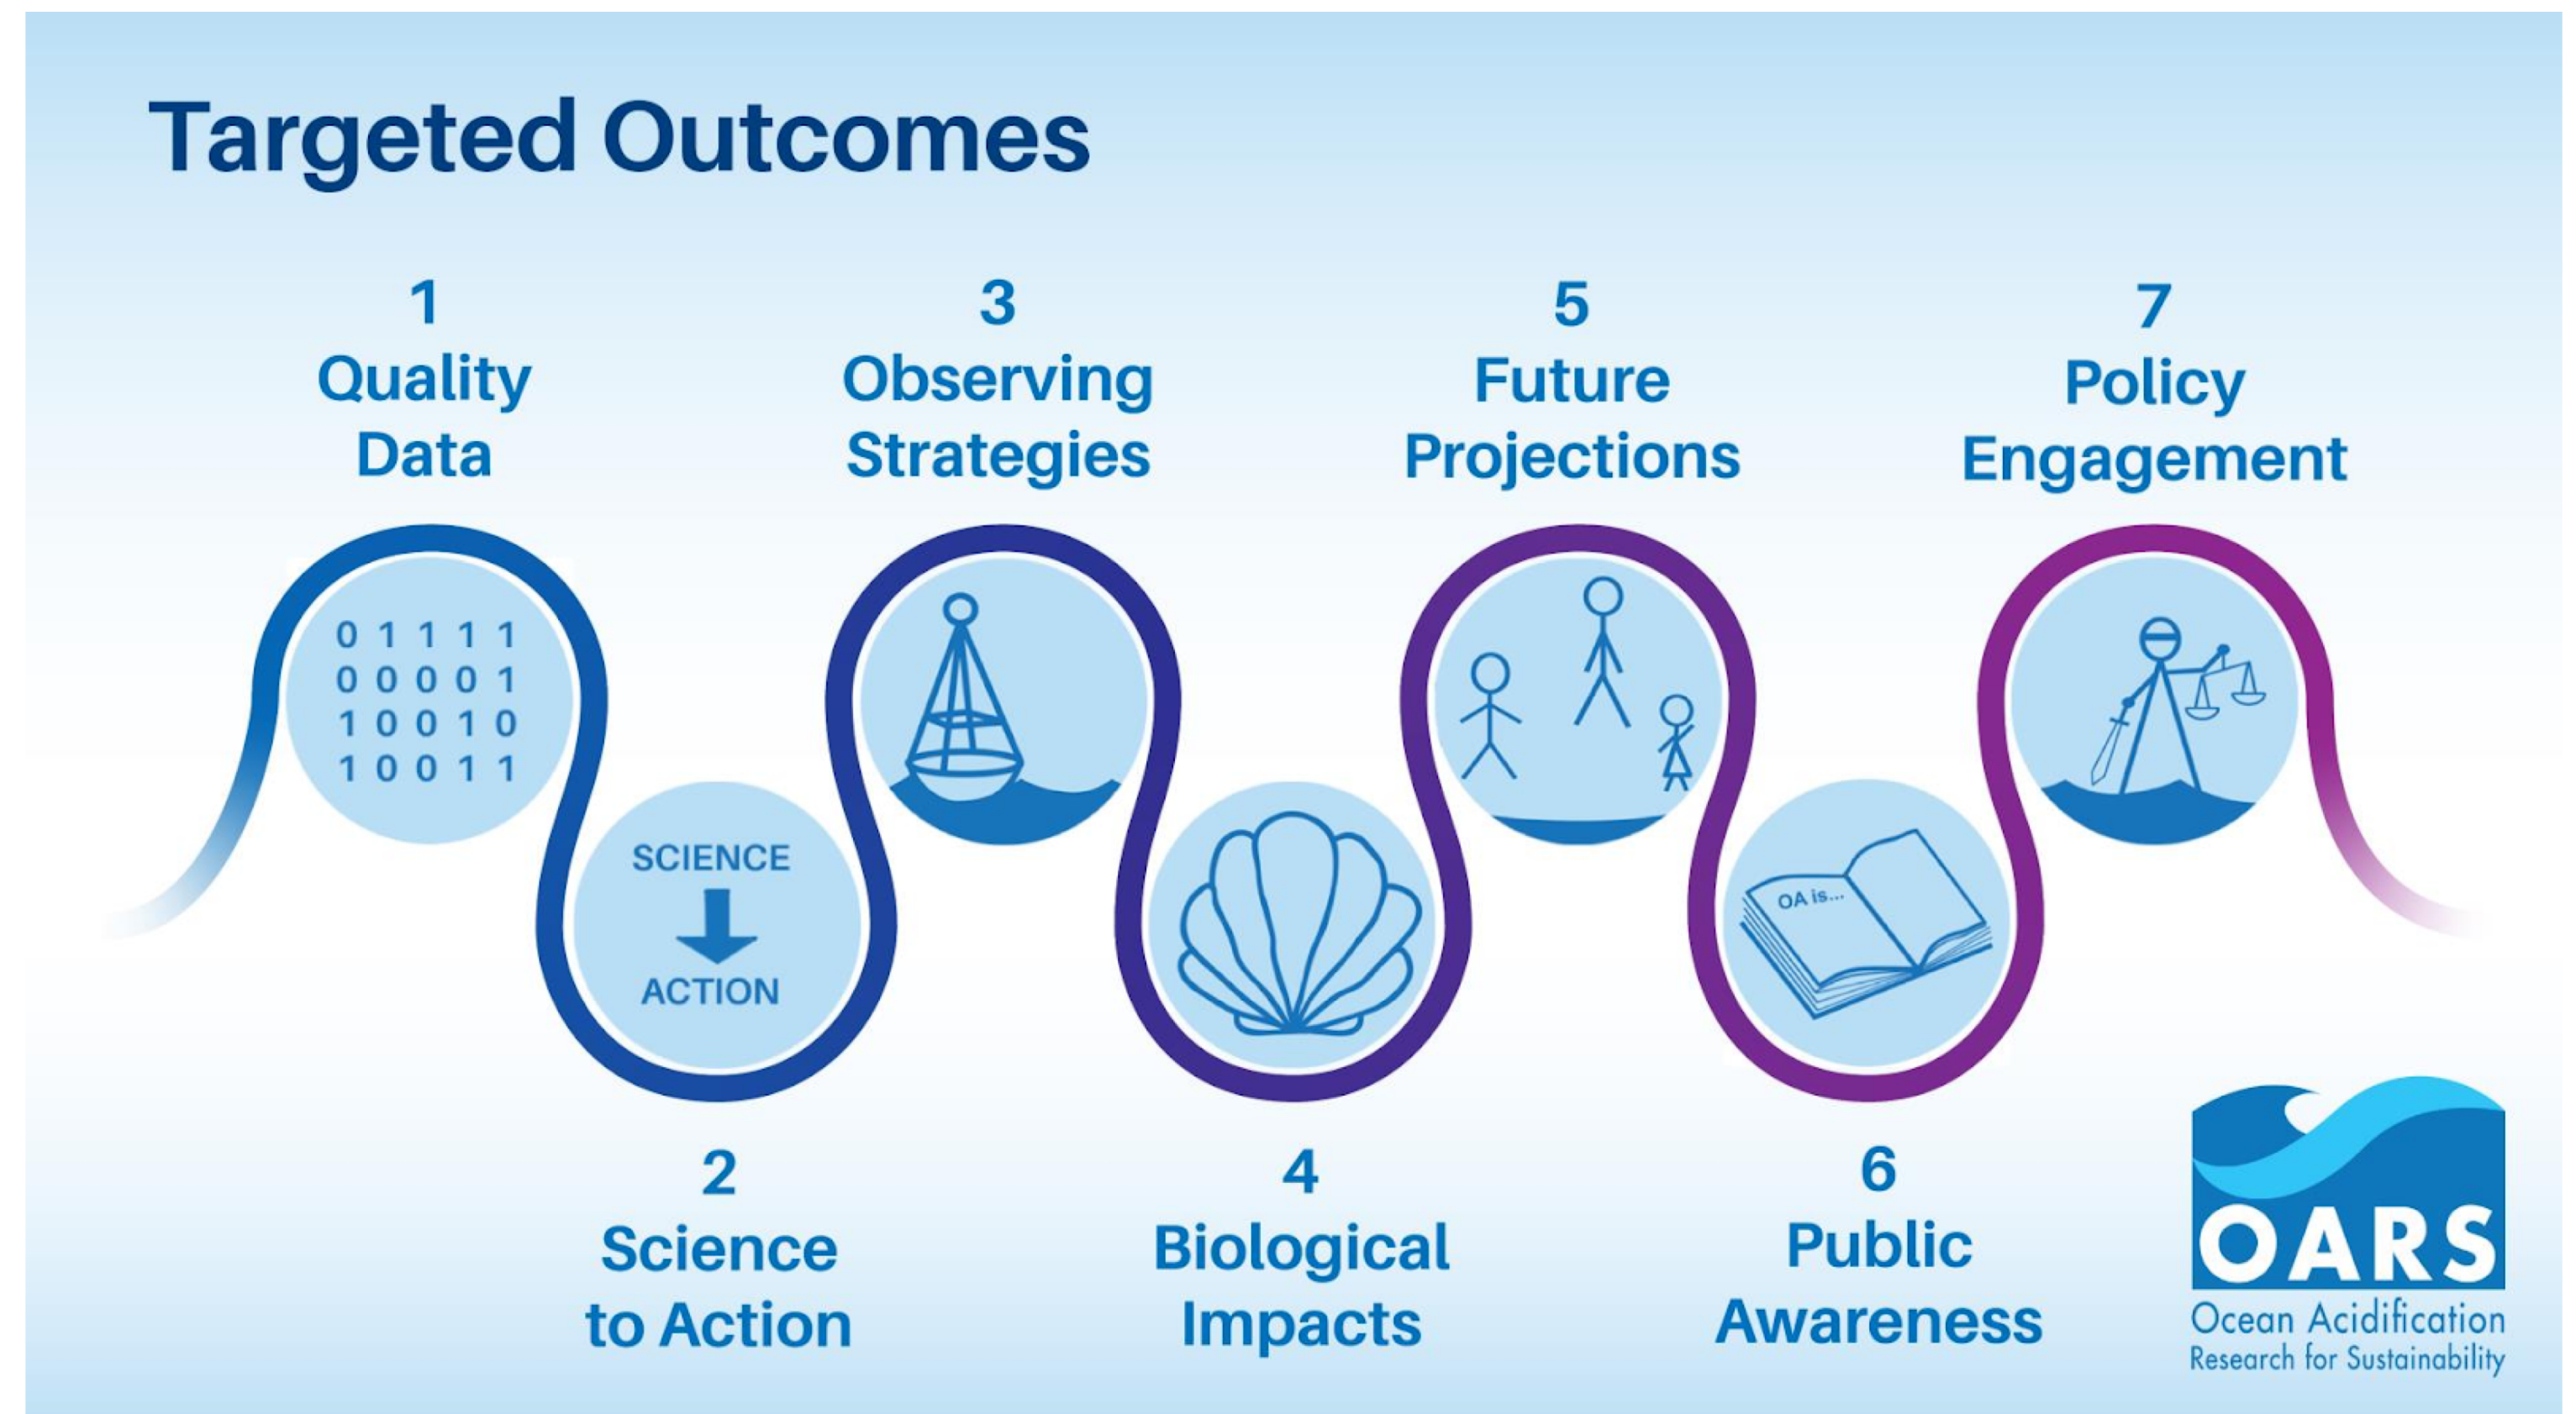 Targeted Outcomes
1
Quality
Data
0 1 1 1 1
0 0 0 0 1
1 0 0 1 0
1 0 0 1 1
2
Science
to Action
SCIENCE
ACTION
3
Observing
Strategies
4
Biological
Impacts
5
Future
Projections
6
Public
Awareness
OA is...
7
Policy
Engagement
OARS
Ocean Acidification
Research for Sustainability